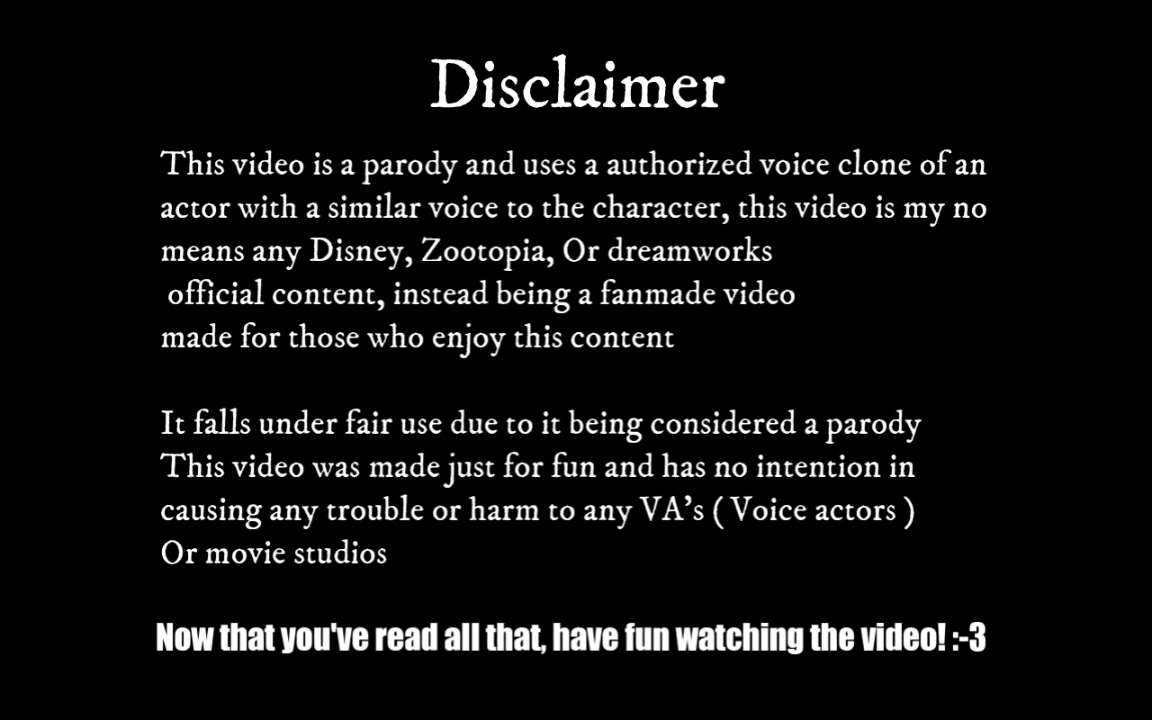 Disclaimer
This video is a parody and uses a authorized voice clone of an
actor with a similar voice to the character, this video is my no
means any Disney, Zootopia, Or dreamworks
official content, instead being a fanmade video
made for those who enjoy this content
It falls under fair use due to it being considered a parody
This video was made just for fun and has no intention in
causing any trouble or harm to any VA's ( Voice actors )
Or movie studios
Now that you've read all that, have fun watching the video! :-3